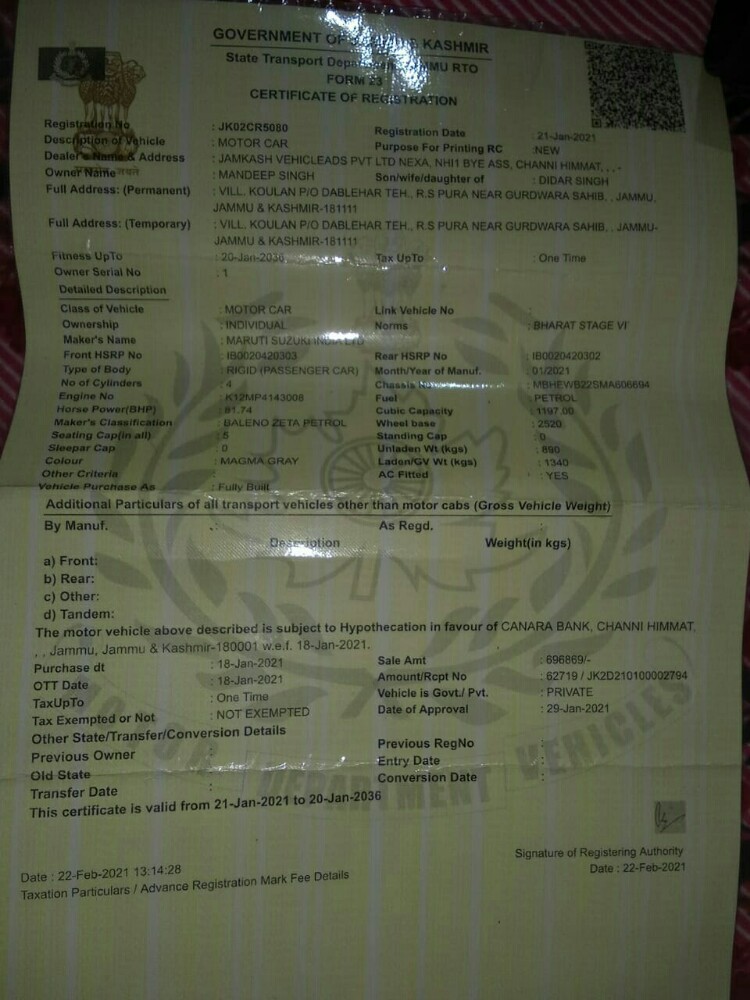 GOVERNMENT OF & KASHMIR
State Transport Department, JAMMU RTO
FORM 23
CERTIFICATE OF REGISTRATION
Registration No : JK02CR5080 Registration Date : 21-Jan-2021
Description of Vehicle : MOTOR CAR Purpose For Printing RC : NEW
Dealer's Name & Address : JAMKASH VEHICLEADS PVT LTD NEXA, NH1 BYE ASS, CHANNI HIMMAT, , , -
Owner Name : MANDEEP SINGH Son/wife/daughter of : DIDAR SINGH
Full Address: (Permanent) : VILL. KOULAN P/O DABLEHAR TEH., R.S PURA NEAR GURDWARA SAHIB, , JAMMU,
JAMMU & KASHMIR-181111
Full Address: (Temporary) : VILL. KOULAN P/O DABLEHAR TEH., R.S PURA NEAR GURDWARA SAHIB, , JAMMU-
JAMMU & KASHMIR-181111
Fitness UpTo : 20-Jan-2036 Tax UpTo : One Time
Owner Serial No : 1
Detailed Description
Class of Vehicle : MOTOR CAR Link Vehicle No :
Ownership : INDIVIDUAL Norms : BHARAT STAGE VI
Maker's Name : MARUTI SUZUKI INDIA LTD
Front HSRP No : IB0020420303 Rear HSRP No : IB0020420302
Type of Body : RIGID (PASSENGER CAR) Month/Year of Manuf. : 01/2021
No of Cylinders : 4 Chassis No : MBHEWB22SMA606694
Engine No : K12MP4143008 Fuel : PETROL
Horse Power(BHP) : 81.74 Cubic Capacity : 1197.00
Maker's Classification : BALENO ZETA PETROL Wheel base : 2520
Seating Cap(in all) : 5 Standing Cap : 0
Sleepar Cap : 0 Unladen Wt (kgs) : 890
Colour : MAGMA GRAY Laden/GV Wt (kgs) : 1340
Other Criteria : AC Fitted : YES
Vehicle Purchase As : Fully Built
Additional Particulars of all transport vehicles other than motor cabs (Gross Vehicle Weight)
By Manuf. : As Regd. :
Description Weight(in kgs)
a) Front:
b) Rear:
c) Other:
d) Tandem:
The motor vehicle above described is subject to Hypothecation in favour of CANARA BANK, CHANNI HIMMAT,
, , Jammu, Jammu & Kashmir-180001 w.e.f. 18-Jan-2021.
Purchase dt : 18-Jan-2021 Sale Amt : 696869/-
OTT Date : 18-Jan-2021 Amount/Rcpt No : 62719 / JK2D210100002794
TaxUpTo : One Time Vehicle is Govt./ Pvt. : PRIVATE
Tax Exempted or Not : NOT EXEMPTED Date of Approval : 29-Jan-2021
Other State/Transfer/Conversion Details
Previous Owner : Previous RegNo :
Old State : Entry Date :
Transfer Date : Conversion Date :
This certificate is valid from 21-Jan-2021 to 20-Jan-2036
Signature of Registering Authority
Date : 22-Feb-2021 13:14:28 Date : 22-Feb-2021
Taxation Particulars / Advance Registration Mark Fee Details